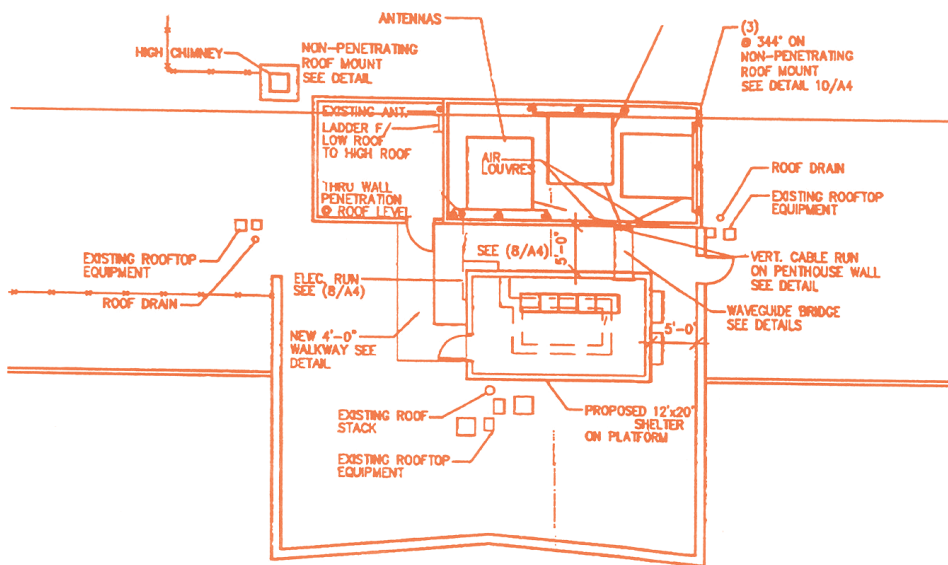 ANTENNAS
HIGH CHIMNEY
NON-PENETRATING
ROOF MOUNT
SEE DETAIL
(3)
@ 344° ON
NON-PENETRATING
ROOF MOUNT
SEE DETAIL 10/A4
EXISTING ANT.
LADDER F/
LOW ROOF
TO HIGH ROOF
AIR
LOUVRES
THRU WALL
PENETRATION
@ ROOF LEVEL
ROOF DRAIN
EXISTING ROOFTOP
EQUIPMENT
EXISTING ROOFTOP
EQUIPMENT
ROOF DRAIN
SEE (8/A4)
5'-0"
ELEC. RUN
SEE (8/A4)
VERT. CABLE RUN
ON PENTHOUSE WALL
SEE DETAIL
WAVEGUIDE BRIDGE
SEE DETAILS
5'-0"
NEW 4'-0"
WALKWAY SEE
DETAIL
EXISTING ROOF
STACK
PROPOSED 12'x20"
SHELTER
ON PLATFORM
EXISTING ROOFTOP
EQUIPMENT